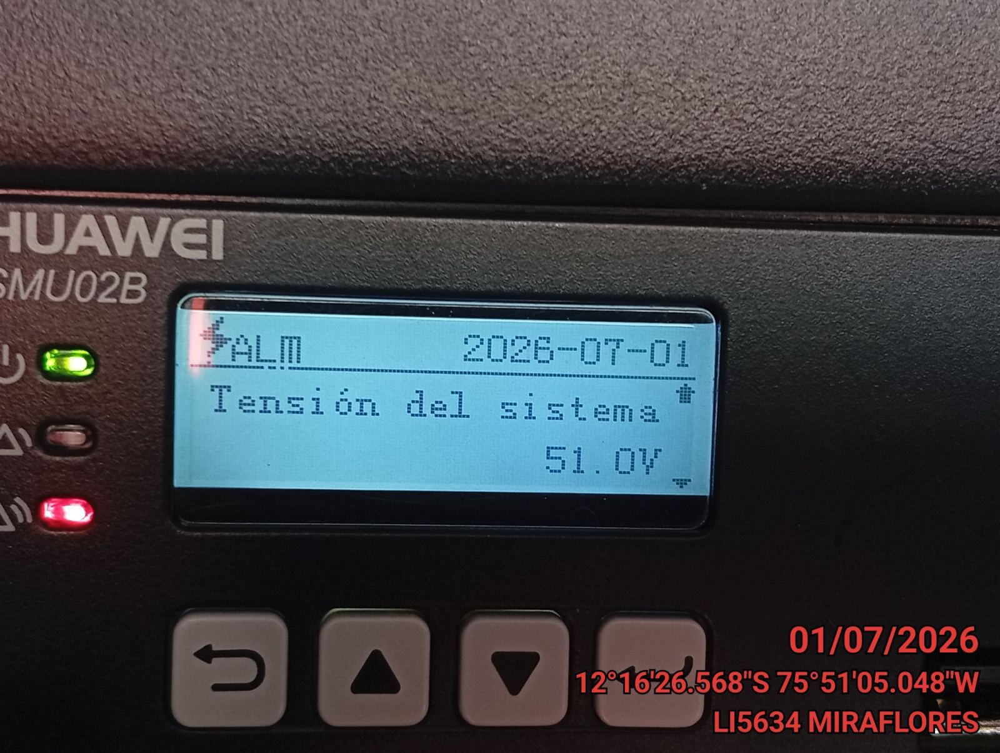 HUAWEI
SMU02B
ALM 2026-07-01
Tensión del sistema
51.0V
01/07/2026
12°16'26.568"S 75°51'05.048"W
LI5634 MIRAFLORES